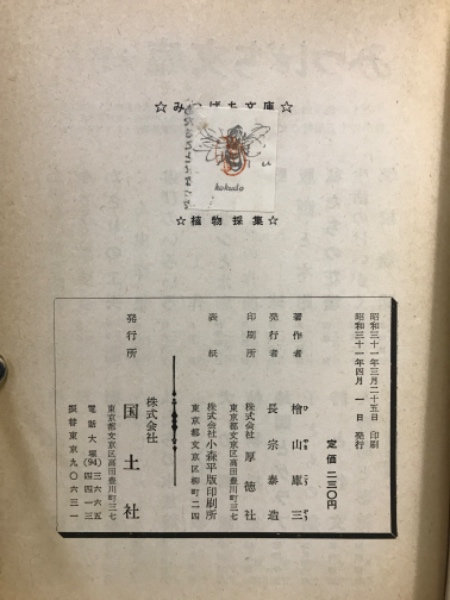 ☆みつばち文庫☆
kokudo
☆植物採集☆
昭和三十一年三月二十五日 印刷
昭和三十一年四月 一日 発行
定価 二三〇円
著作者 檜山庫三
発行者 長宗泰造
印刷所 株式会社 厚徳社
東京都文京区高田豊川町三七
表紙 株式会社小森平版印刷所
東京都文京区柳町二四
発行所 株式会社 国土社
東京都文京区高田豊川町三七
電話大塚(94)三六六五
四四一三
振替東京九〇六三一